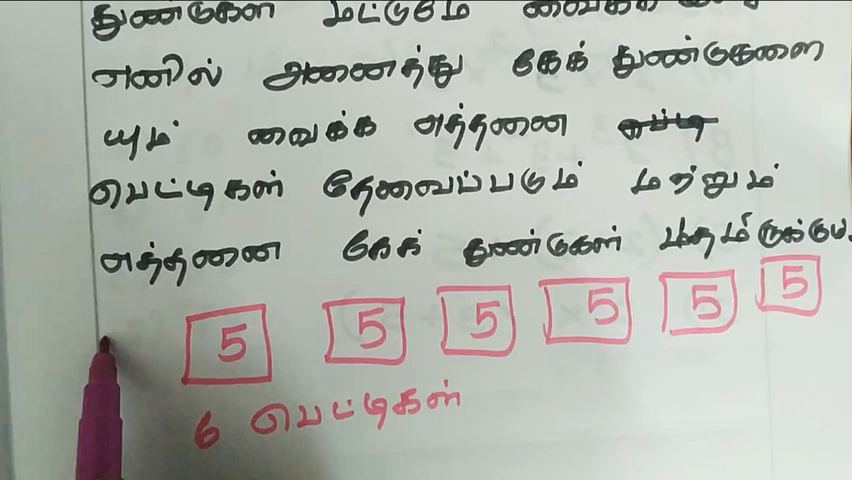 துண்டுகள் மட்டுமே வைக்க
எனில் அனைத்து கேக் துண்டுகளை
யும் வைக்க எத்தனை
பெட்டிகள் தேவைப்படும் மற்றும்
எத்தனை கேக் துண்டுகள் மீதமிருக்கும்.
5 5 5 5 5 5
6 பெட்டிகள்